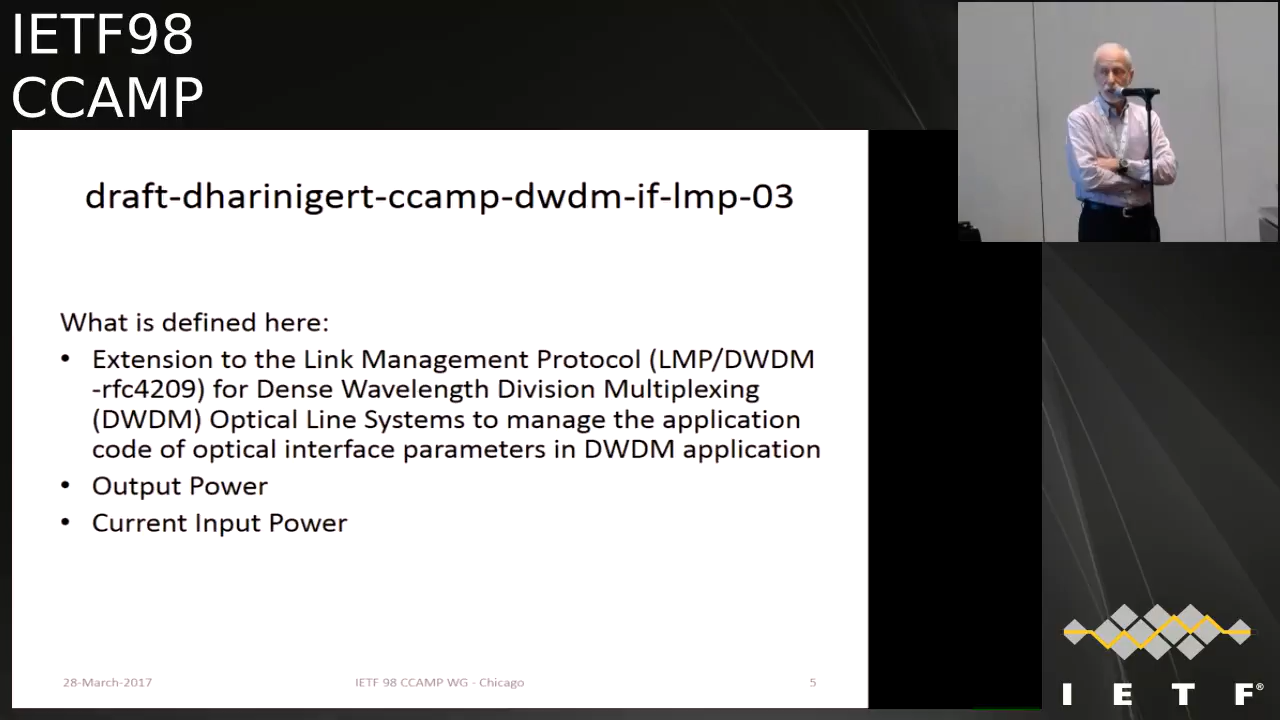 IETF98
CCAMP
draft-dharinigert-ccamp-dwdm-if-lmp-03
What is defined here:
• Extension to the Link Management Protocol (LMP/DWDM
-rfc4209) for Dense Wavelength Division Multiplexing
(DWDM) Optical Line Systems to manage the application
code of optical interface parameters in DWDM application
• Output Power
• Current Input Power
28-March-2017 IETF 98 CCAMP WG - Chicago 5
I E T F®